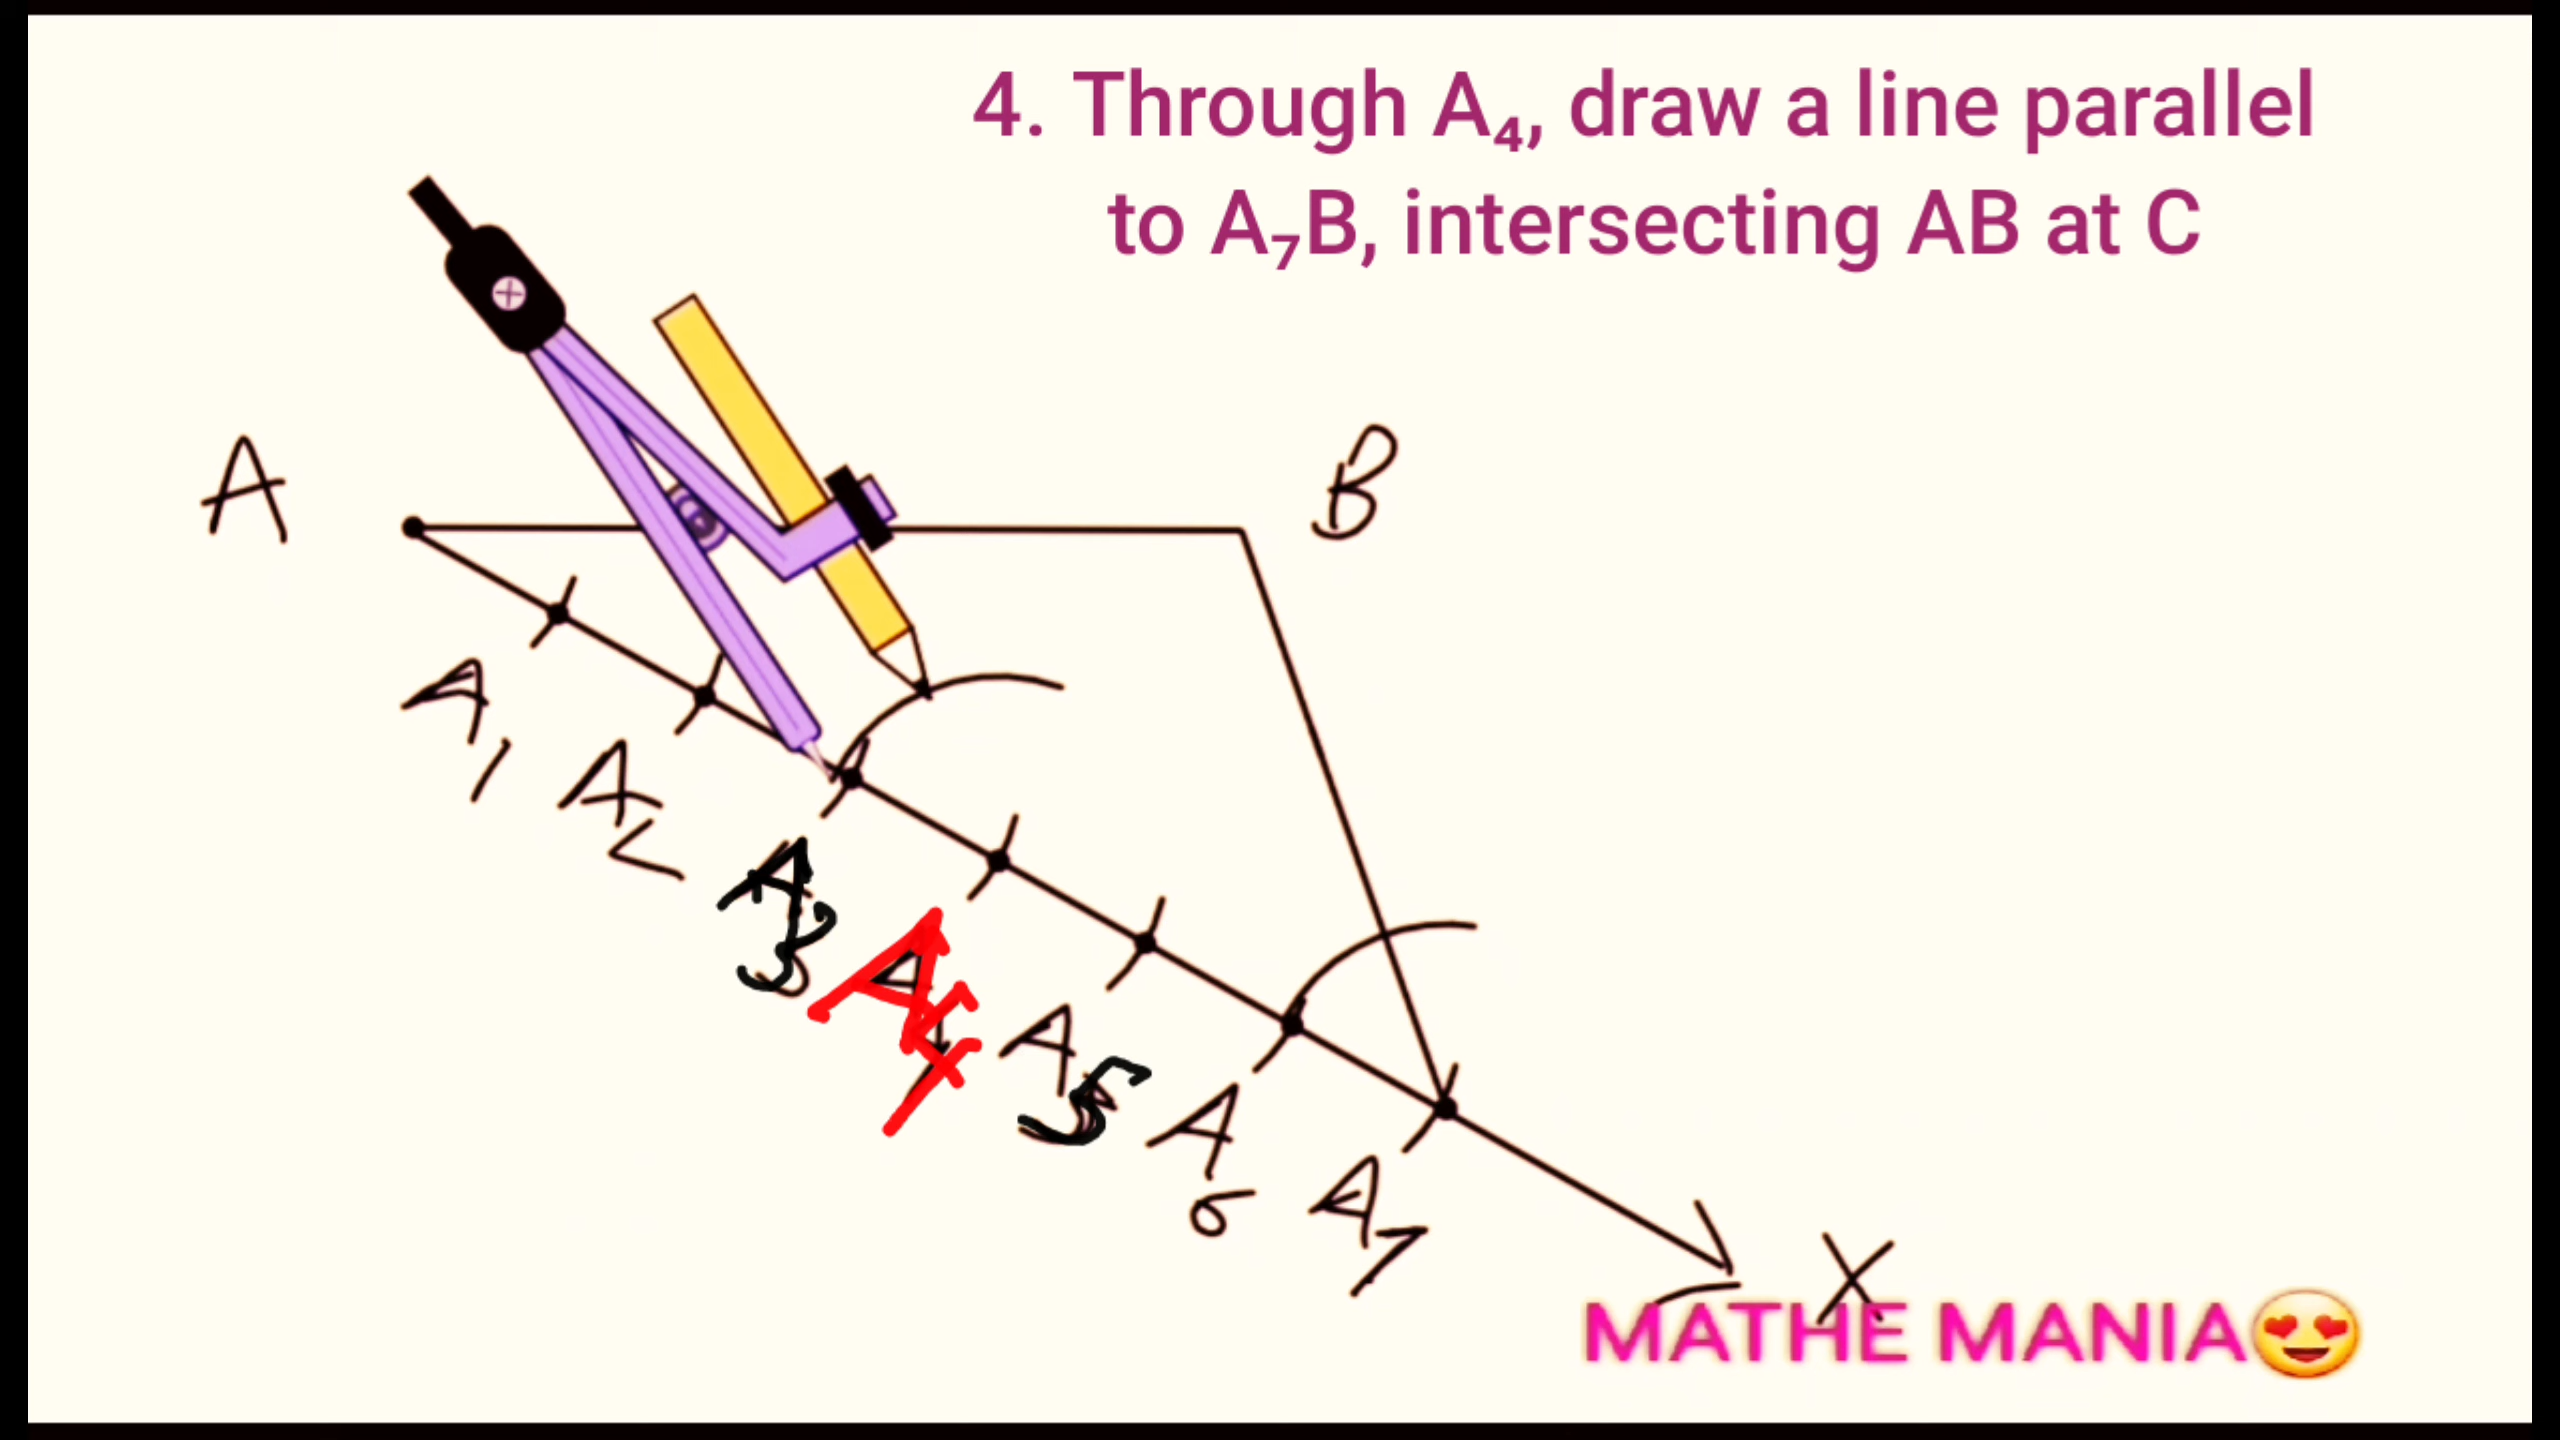 4. Through A₄, draw a line parallel
to A₇B, intersecting AB at C
A
B
A₁
A₂
A₃
A₄
A₅
A₆
A₇
X
MATHE MANIA😍